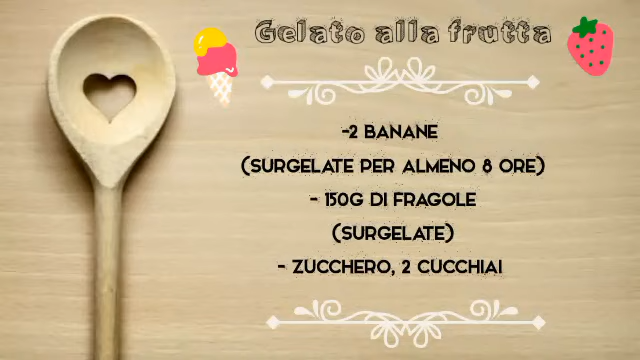 Gelato alla frutta
-2 BANANE
(SURGELATE PER ALMENO 8 ORE)
- 150G DI FRAGOLE
(SURGELATE)
- ZUCCHERO, 2 CUCCHIAI